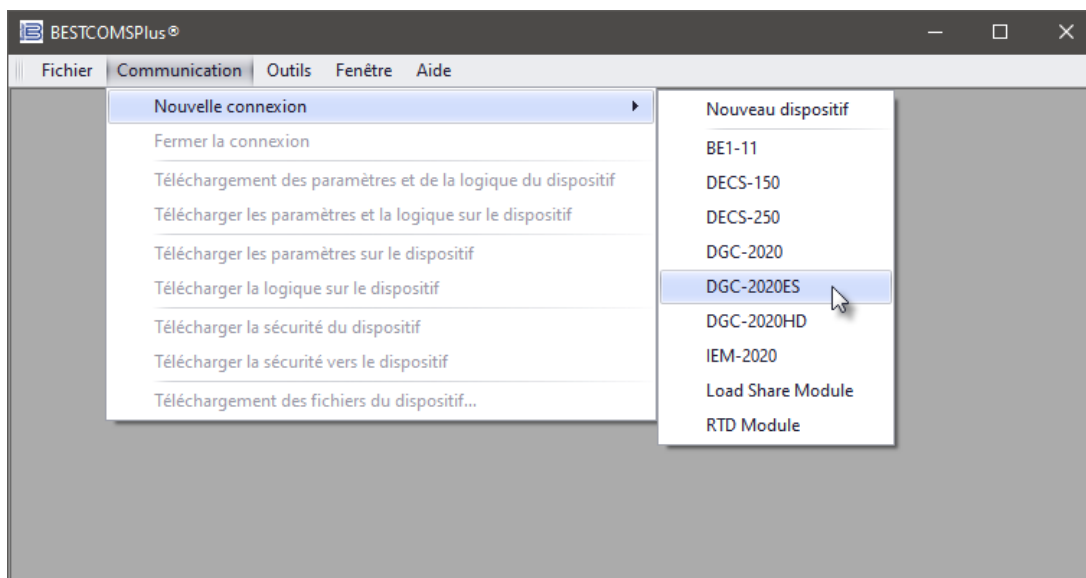 BESTCOMSPlus®
Fichier Communication Outils Fenêtre Aide
Nouvelle connexion
Fermer la connexion
Téléchargement des paramètres et de la logique du dispositif
Télécharger les paramètres et la logique sur le dispositif
Télécharger les paramètres sur le dispositif
Télécharger la logique sur le dispositif
Télécharger la sécurité du dispositif
Télécharger la sécurité vers le dispositif
Téléchargement des fichiers du dispositif...
Nouveau dispositif
BE1-11
DECS-150
DECS-250
DGC-2020
DGC-2020ES
DGC-2020HD
IEM-2020
Load Share Module
RTD Module